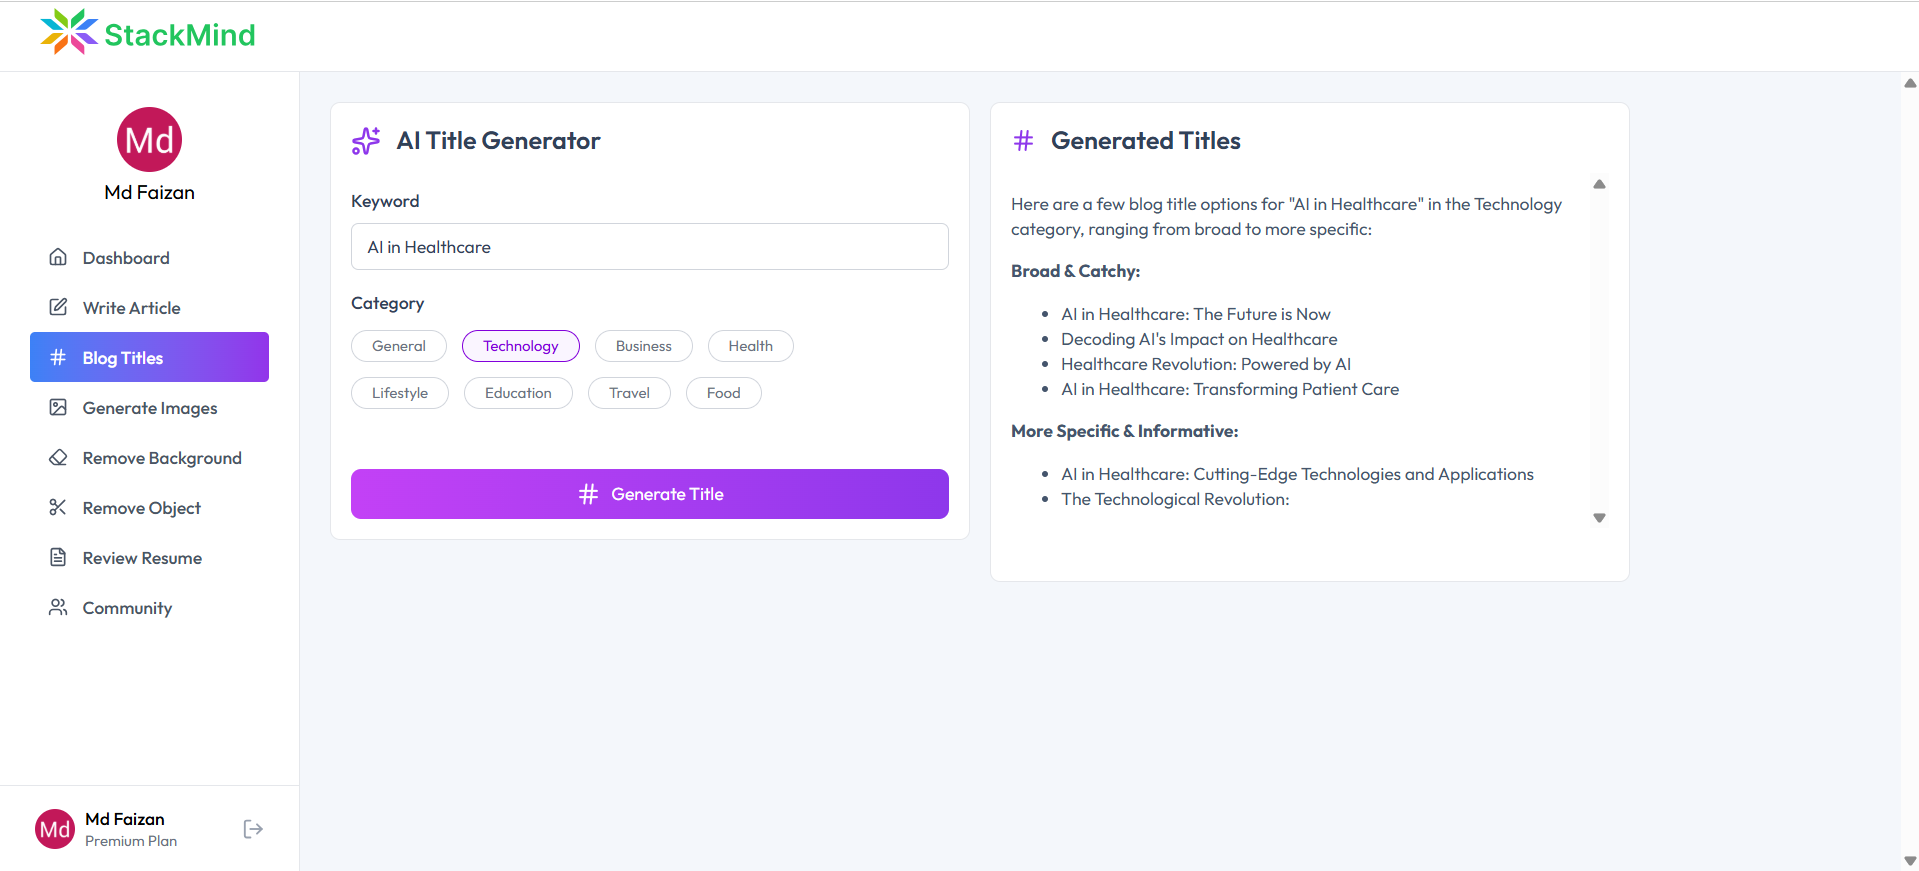 StackMind
Md
Md Faizan
Dashboard
Write Article
Blog Titles
Generate Images
Remove Background
Remove Object
Review Resume
Community
Md
Md Faizan
Premium Plan
AI Title Generator
Keyword
AI in Healthcare
Category
General
Technology
Business
Health
Lifestyle
Education
Travel
Food
# Generate Title
# Generated Titles
Here are a few blog title options for "AI in Healthcare" in the Technology
category, ranging from broad to more specific:
Broad & Catchy:
• AI in Healthcare: The Future is Now
• Decoding AI's Impact on Healthcare
• Healthcare Revolution: Powered by AI
• AI in Healthcare: Transforming Patient Care
More Specific & Informative:
• AI in Healthcare: Cutting-Edge Technologies and Applications
• The Technological Revolution: